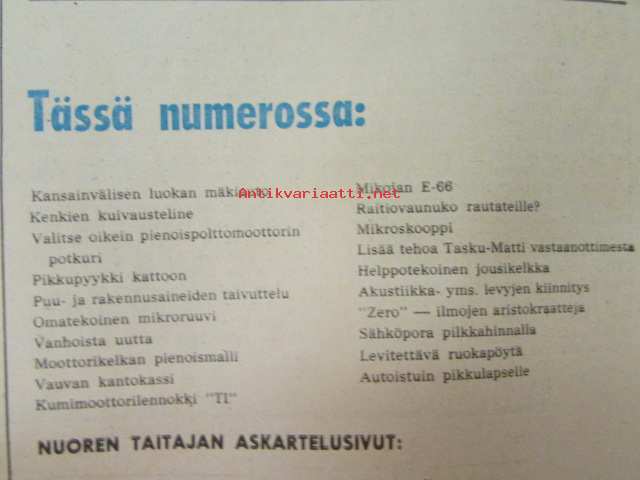 Tässä numerossa:
Kansainvälisen luokan
Kenkien kuivausteline
Valitse oikein pienoispolttomoottorin
potkuri
Pikkupyykki kattoon
Puu- ja rakennusaineiden taivuttelu
Omatekoinen mikroruuvi
Vanhoista uutta
Moottorikelkan pienoismalli
Vauvan kantokassi
Kumimoottorilennokki "TI"
Antikvariaatti.net
Mikojan E-66
Raitiovaunuko rautateille?
Mikroskooppi
Lisää tehoa Tasku-Matti vastaanottimesta
Helppotekoinen jousikelkka
Akustiikka- yms. levyjen kiinnitys
"Zero" — ilmojen aristokraatteja
Sähköpora pilkkahinnalla
Levitettävä ruokapöytä
Autoistuin pikkulapselle
NUOREN TAITAJAN ASKARTELUSIVUT: